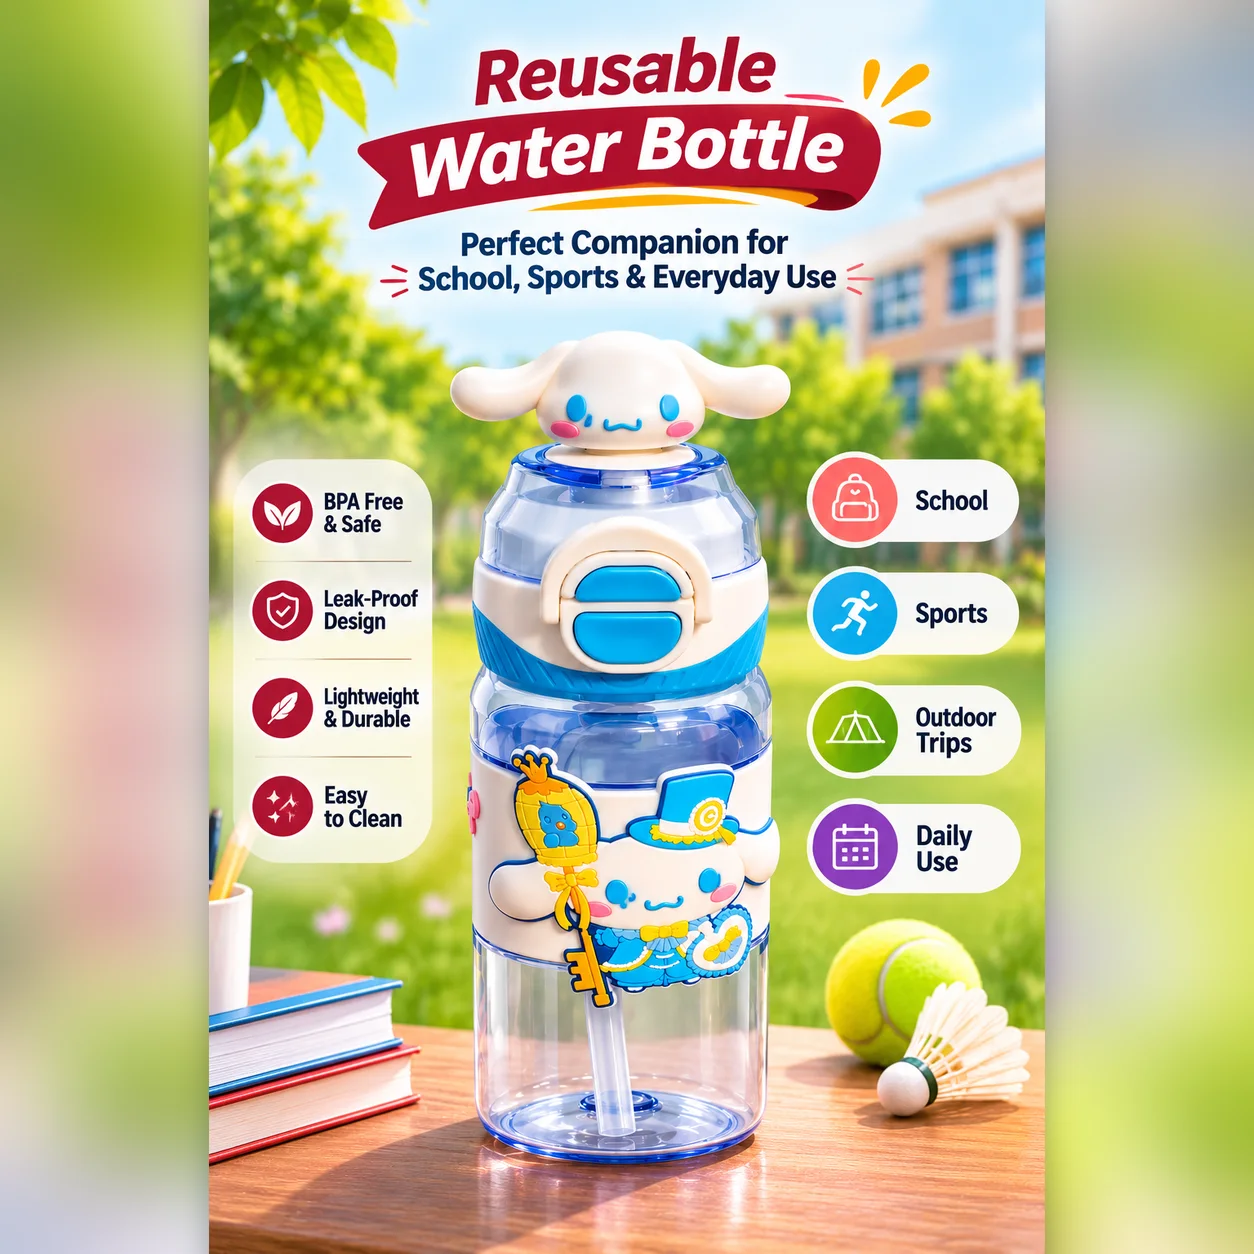 Reusable
Water Bottle
Perfect Companion for
School, Sports & Everyday Use
BPA Free
& Safe
Leak-Proof
Design
Lightweight
& Durable
Easy
to Clean
School
Sports
Outdoor
Trips
Daily
Use
C